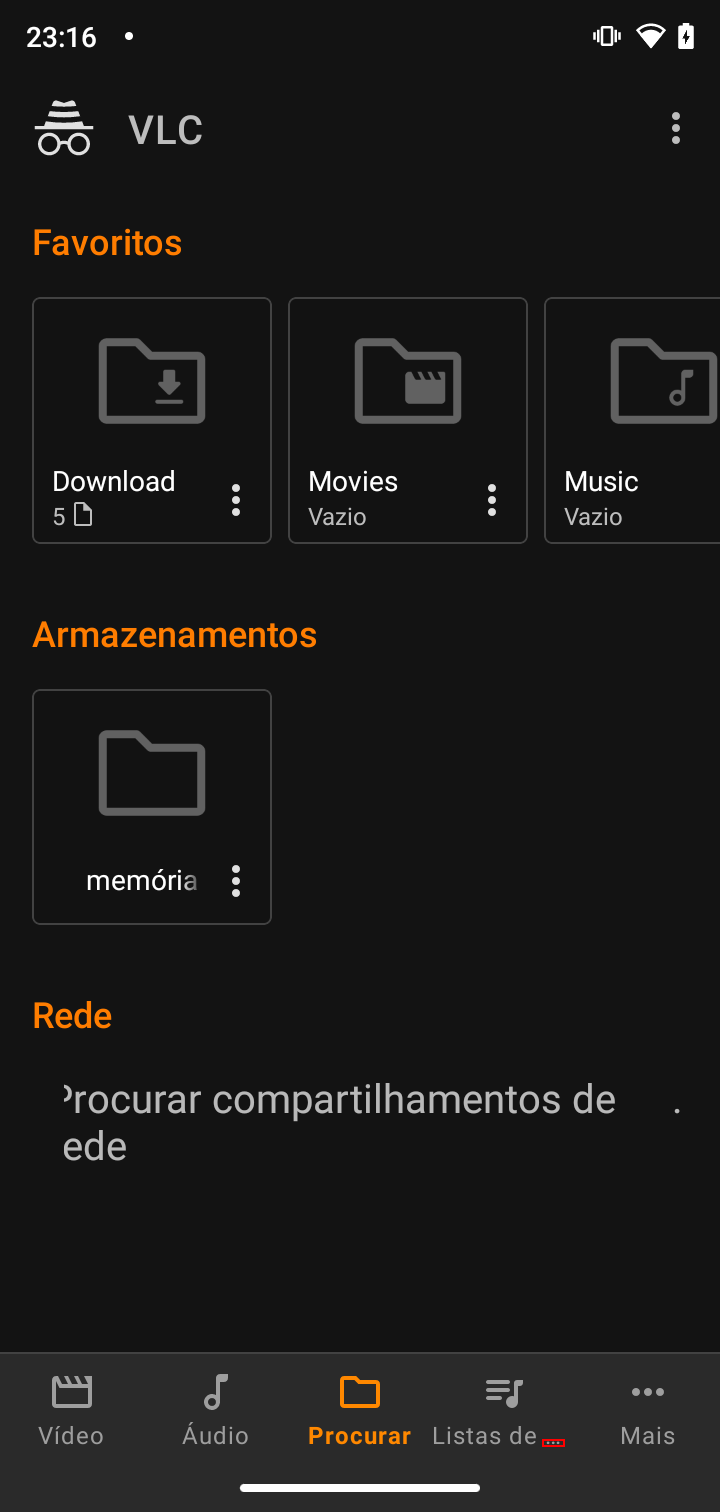 23:16
VLC
Favoritos
Download
5
Movies
Vazio
Music
Vazio
Armazenamentos
memória
Rede
Procurar compartilhamentos de
ede
Vídeo
Áudio
Procurar
Listas de ...
Mais